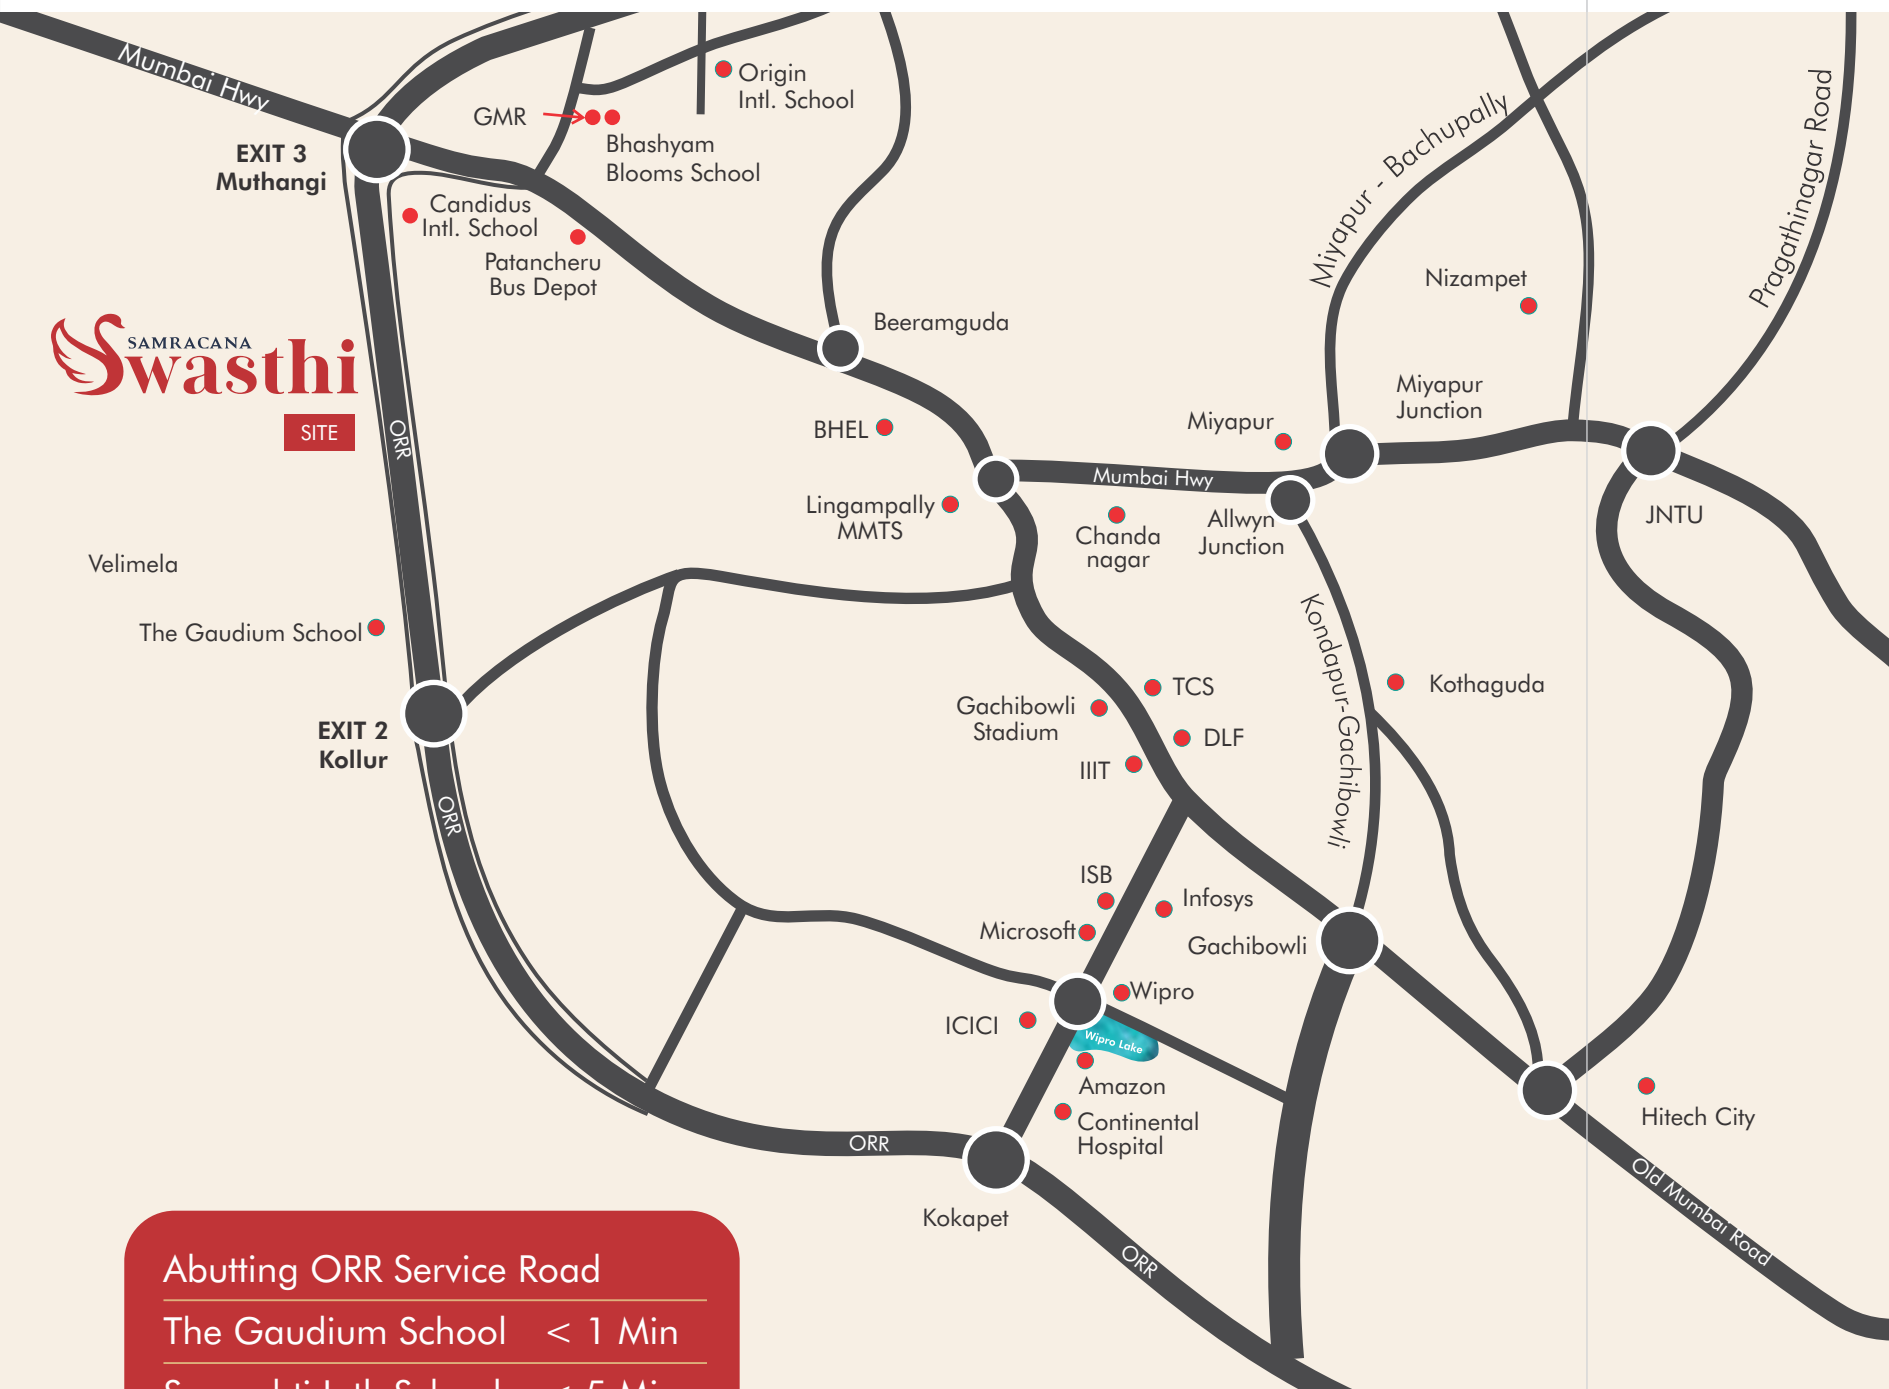 Mumbai Hwy
Origin
Intl. School
GMR
Bhashyam
Blooms School
EXIT 3
Muthangi
Candidus
Intl. School
Patancheru
Bus Depot
Miyapur - Bachupally
Pragathinagar Road
Nizampet
SAMRACANA
Swasthi
SITE
ORR
Beeramguda
BHEL
Miyapur
Miyapur
Junction
Mumbai Hwy
Lingampally
MMTS
Chanda
nagar
Allwyn
Junction
JNTU
Velimela
The Gaudium School
EXIT 2
Kollur
ORR
Kondapur-Gachibowli
Kothaguda
TCS
Gachibowli
Stadium
DLF
IIIT
ISB
Infosys
Microsoft
Gachibowli
Wipro
ICICI
Wipro Lake
Amazon
Continental
Hospital
Hitech City
ORR
Kokapet
ORR
Old Mumbai Road
Abutting ORR Service Road
The Gaudium School < 1 Min